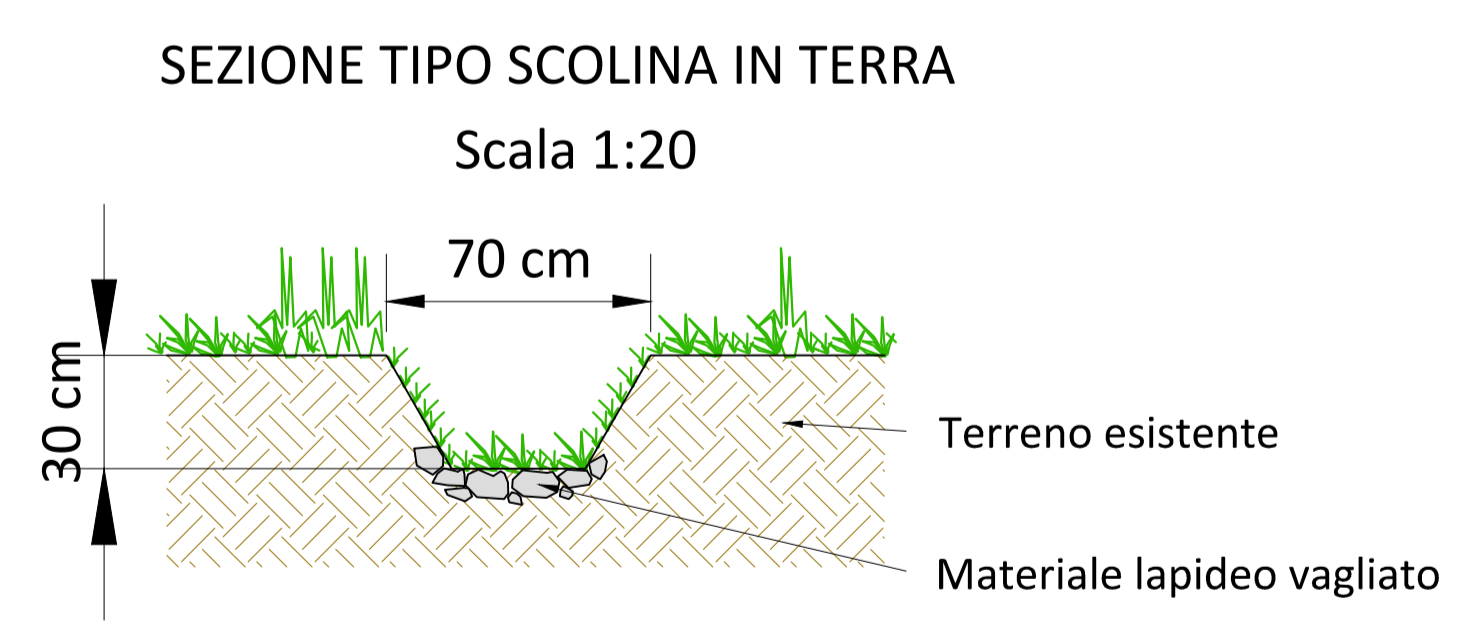 SEZIONE TIPO SCOLINA IN TERRA
Scala 1:20
70 cm
30 cm
Terreno esistente
Materiale lapideo vagliato